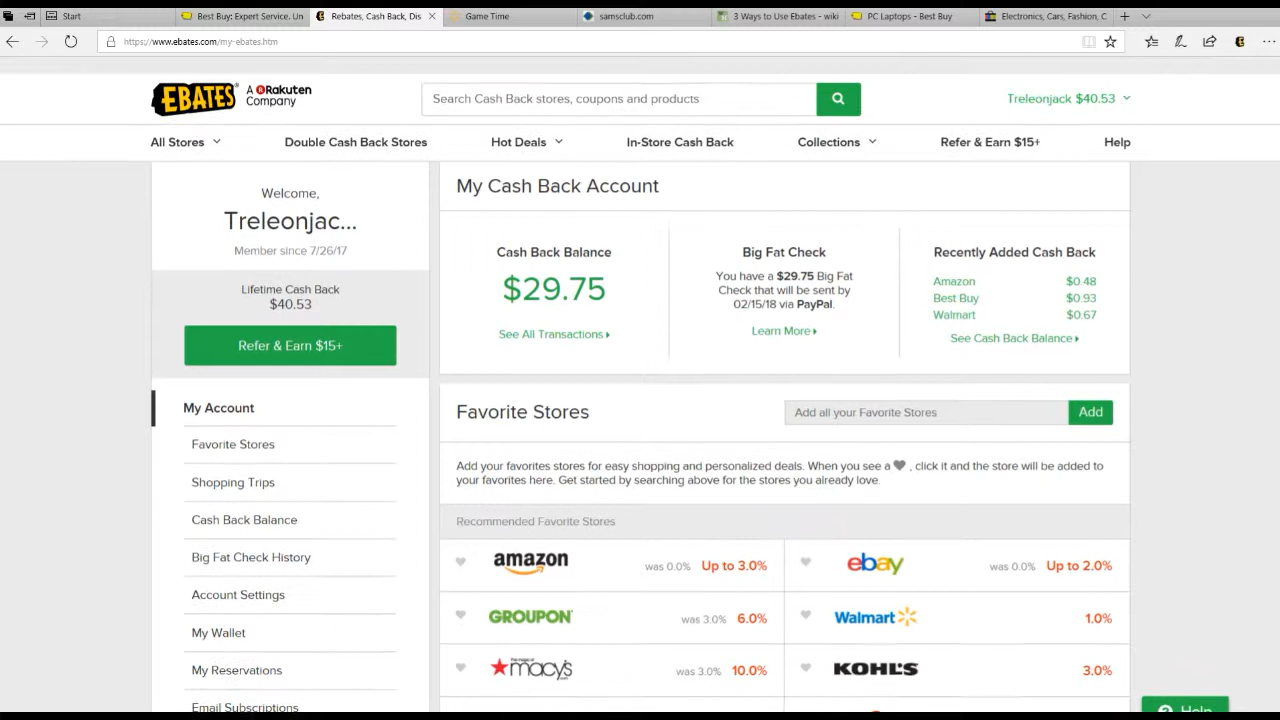 Start
Best Buy: Expert Service, Un
Rebates, Cash Back, Dis
Game Time
samsclub.com
3 Ways to Use Ebates - wiki
PC Laptops - Best Buy
Electronics, Cars, Fashion, C
https://www.ebates.com/my-ebates.htm
EBATES
A Rakuten
Company
Search Cash Back stores, coupons and products
Treleonjack $40.53
All Stores
Double Cash Back Stores
Hot Deals
In-Store Cash Back
Collections
Refer & Earn $15+
Help
Welcome,
Treleonjac...
Member since 7/26/17
Lifetime Cash Back
$40.53
Refer & Earn $15+
My Account
Favorite Stores
Shopping Trips
Cash Back Balance
Big Fat Check History
Account Settings
My Wallet
My Reservations
Email Subscriptions
My Cash Back Account
Cash Back Balance
$29.75
See All Transactions
Big Fat Check
You have a $29.75 Big Fat
Check that will be sent by
02/15/18 via PayPal.
Learn More
Recently Added Cash Back
Amazon $0.48
Best Buy $0.93
Walmart $0.67
See Cash Back Balance
Favorite Stores
Add all your Favorite Stores
Add
Add your favorites stores for easy shopping and personalized deals. When you see a , click it and the store will be added to
your favorites here. Get started by searching above for the stores you already love.
Recommended Favorite Stores
amazon was 0.0% Up to 3.0%
ebay was 0.0% Up to 2.0%
GROUPON was 3.0% 6.0%
Walmart 1.0%
the magic of
macy's
.com
was 3.0% 10.0%
KOHL'S 3.0%
Help